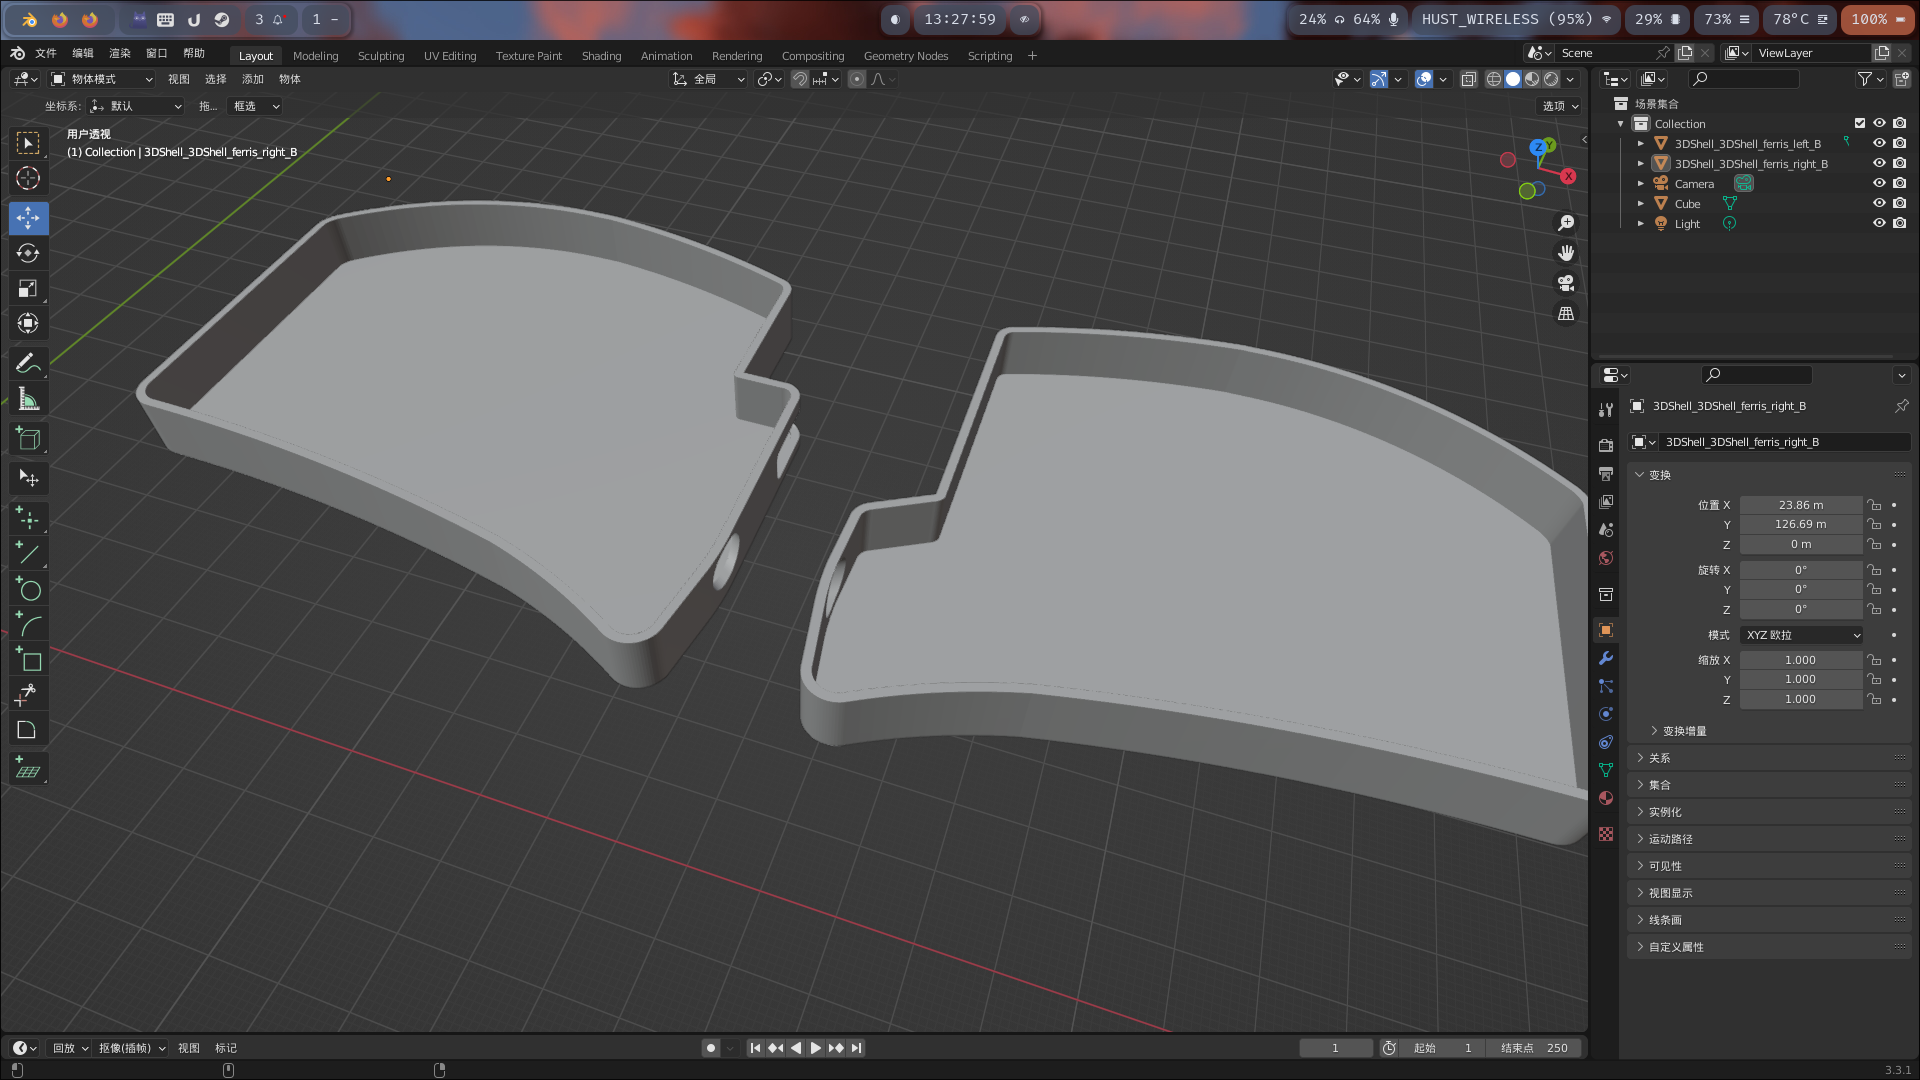 3
1 -
13:27:59
24% 64%
HUST_WIRELESS (95%)
29%
73%
78°C
100%
文件 编辑 渲染 窗口 帮助
Layout Modeling Sculpting UV Editing Texture Paint Shading Animation Rendering Compositing Geometry Nodes Scripting +
Scene
ViewLayer
物体模式 视图 选择 添加 物体
全局
坐标系: 默认 拖... 框选
选项
用户透视
(1) Collection | 3DShell_3DShell_ferris_right_B
Z
Y
X
场景集合
Collection
3DShell_3DShell_ferris_left_B
3DShell_3DShell_ferris_right_B
Camera
Cube
Light
3DShell_3DShell_ferris_right_B
3DShell_3DShell_ferris_right_B
变换
位置 X 23.86 m
Y 126.69 m
Z 0 m
旋转 X 0°
Y 0°
Z 0°
模式 XYZ 欧拉
缩放 X 1.000
Y 1.000
Z 1.000
变换增量
关系
集合
实例化
运动路径
可见性
视图显示
线条画
自定义属性
回放 抠像(插帧) 视图 标记
1
起始 1
结束点 250
3.3.1